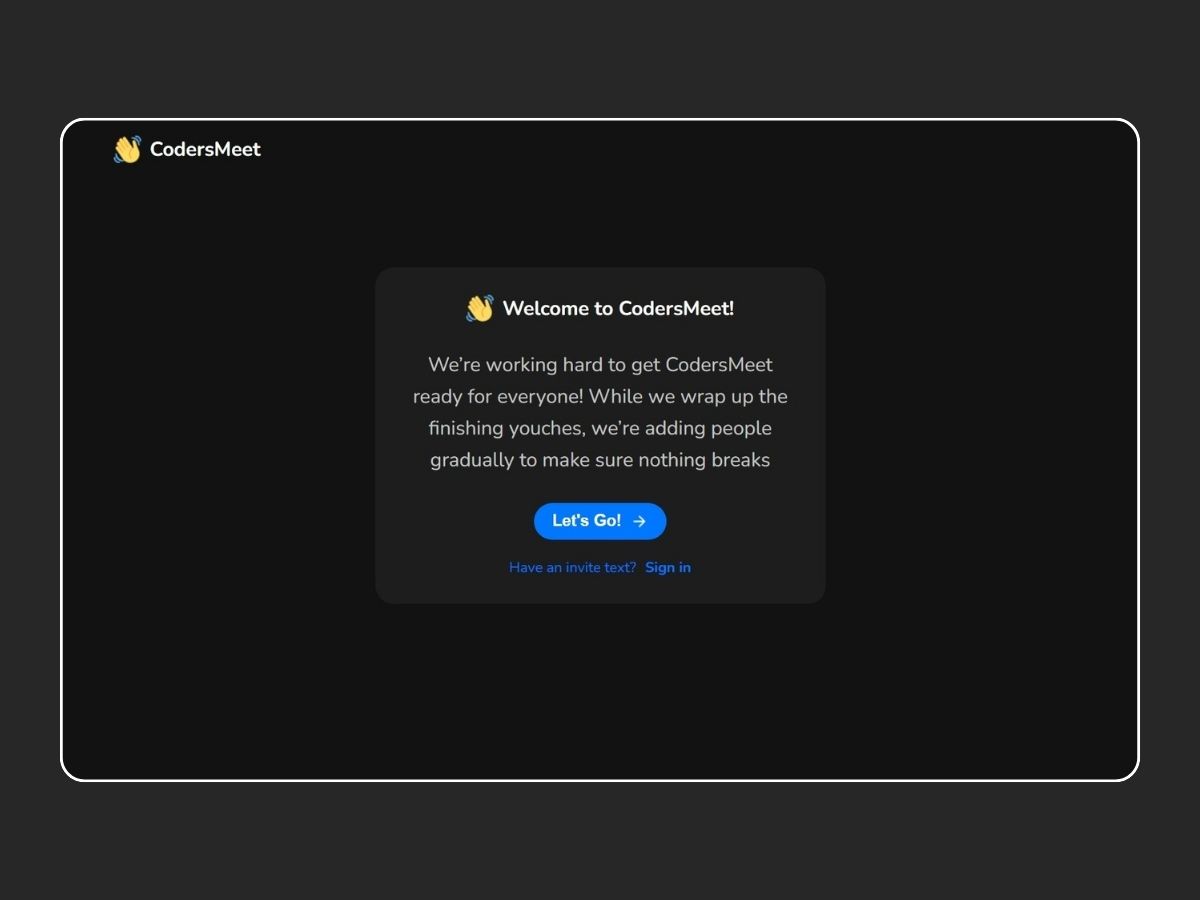 CodersMeet
Welcome to CodersMeet!
We’re working hard to get CodersMeet
ready for everyone! While we wrap up the
finishing youches, we’re adding people
gradually to make sure nothing breaks
Let's Go!
Have an invite text? Sign in